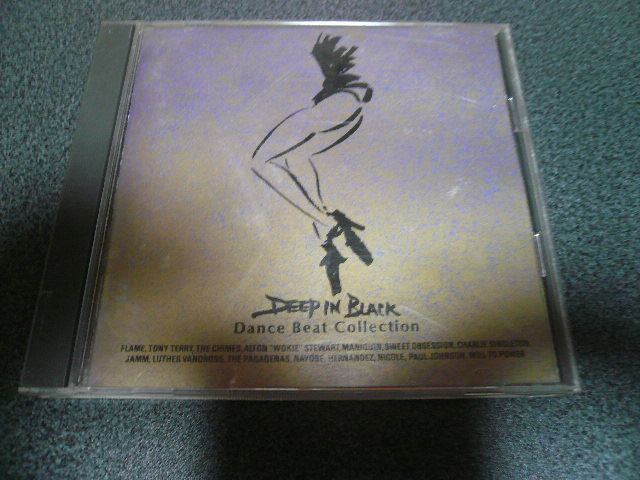 DEEP IN BLACK
Dance Beat Collection
FLAME, TONY TERRY, THE CHIMES, ALTON "WOKIE" STEWART, MANIQUIN, SWEET OBSESSION, CHARLIE SINGLETON,
JAMM, LUTHER VANDROSS, THE PASADENAS, NAYOBE, HERNANDEZ, NICOLE, PAUL JOHNSON, WILL TO POWER